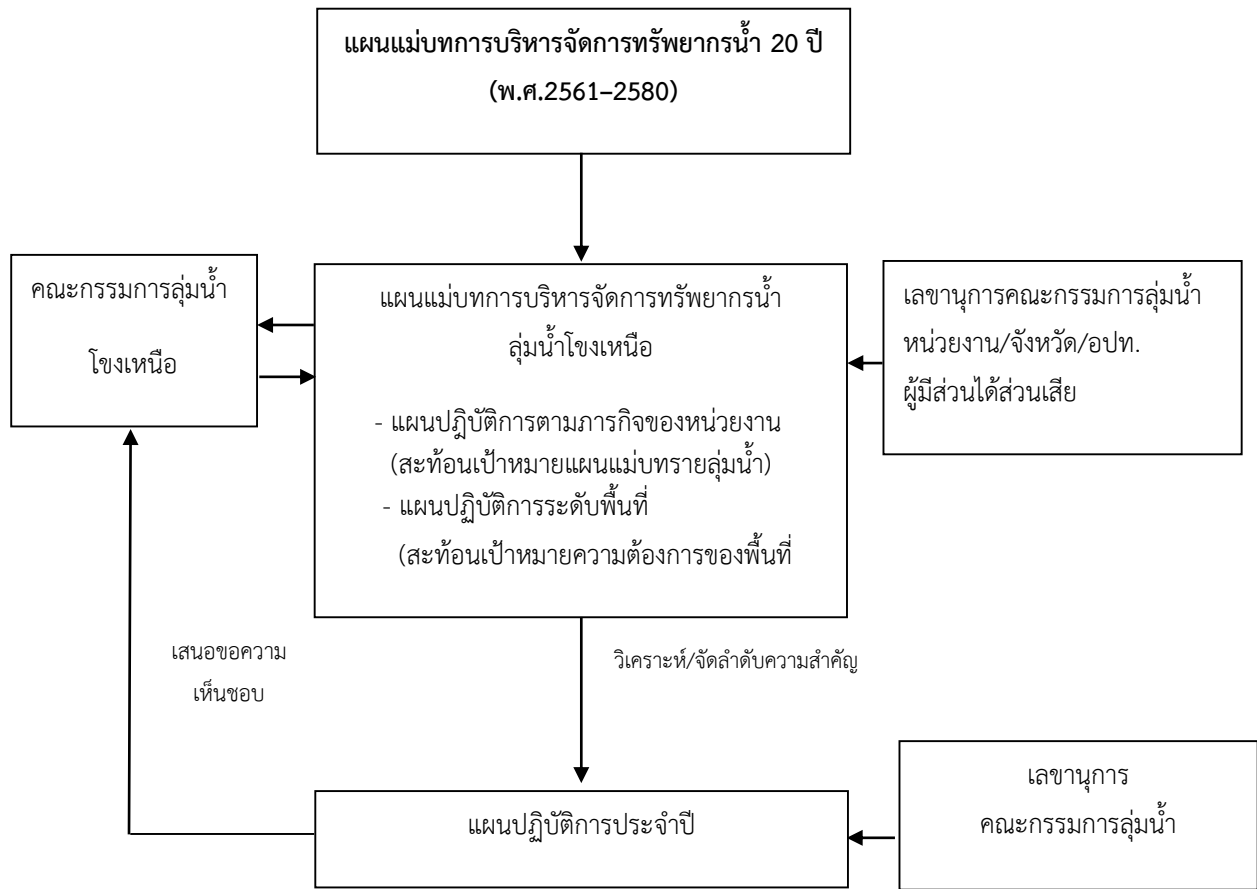 แผนแม่บทการบริหารจัดการทรัพยากรน้ำ 20 ปี
(พ.ศ.2561–2580)
คณะกรรมการลุ่มน้ำ
โขงเหนือ
แผนแม่บทการบริหารจัดการทรัพยากรน้ำ
ลุ่มน้ำโขงเหนือ
- แผนปฎิบัติการตามภารกิจของหน่วยงาน
(สะท้อนเป้าหมายแผนแม่บทรายลุ่มน้ำ)
- แผนปฏิบัติการระดับพื้นที่
(สะท้อนเป้าหมายความต้องการของพื้นที่
เลขานุการคณะกรรมการลุ่มน้ำ
หน่วยงาน/จังหวัด/อปท.
ผู้มีส่วนได้ส่วนเสีย
เสนอขอความ
เห็นชอบ
วิเคราะห์/จัดลำดับความสำคัญ
แผนปฏิบัติการประจำปี
เลขานุการ
คณะกรรมการลุ่มน้ำ